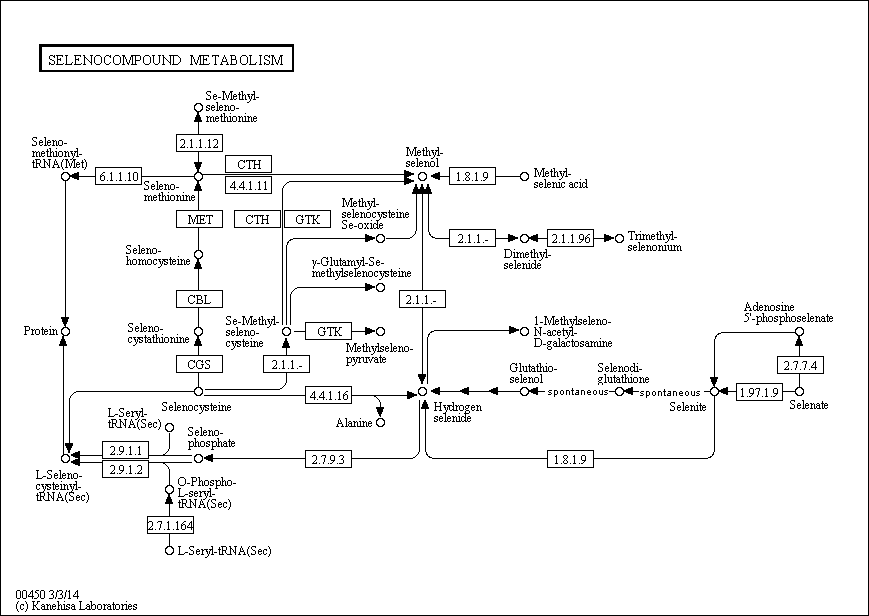 SELENOCOMPOUND METABOLISM
Se-Methyl-
seleno-
methionine
2.1.1.12
Seleno-
methionyl-
tRNA(Met)
6.1.1.10
Seleno-
methionine
CTH
4.4.1.11
Methyl-
selenol
1.8.1.9
Methyl-
selenic acid
MET
CTH
GTK
Methyl-
selenocysteine
Se-oxide
2.1.1.-
Dimethyl-
selenide
2.1.1.96
Trimethyl-
selenonium
Seleno-
homocysteine
γ-Glutamyl-Se-
methylselenocysteine
CBL
2.1.1.-
Protein
Seleno-
cystathionine
Se-Methyl-
seleno-
cysteine
GTK
Methylseleno-
pyruvate
1-Methylseleno-
N-acetyl-
D-galactosamine
Adenosine
5'-phosphoselenate
CGS
2.1.1.-
Glutathio-
selenol
Selenodi-
glutathione
2.7.7.4
Selenocysteine
4.4.1.16
Alanine
Hydrogen
selenide
spontaneous
spontaneous
Selenite
1.97.1.9
Selenate
L-Seryl-
tRNA(Sec)
Seleno-
phosphate
2.9.1.1
2.9.1.2
2.7.9.3
1.8.1.9
L-Seleno-
cysteinyl-
tRNA(Sec)
O-Phospho-
L-seryl-
tRNA(Sec)
2.7.1.164
L-Seryl-tRNA(Sec)
00450 3/3/14
(c) Kanehisa Laboratories